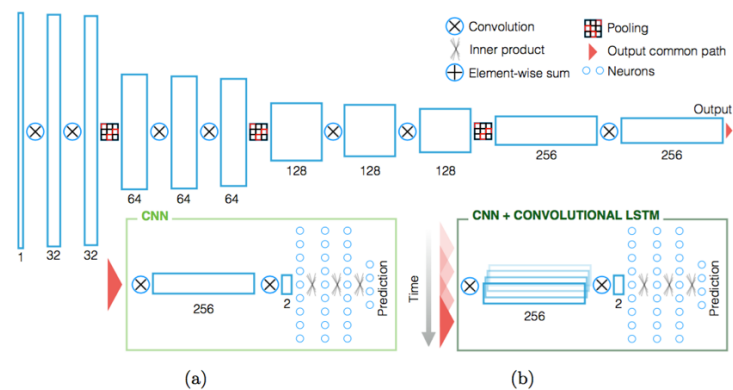 Convolution
Pooling
Inner product
Output common path
Element-wise sum
Neurons
Output
1
32
32
64
64
64
128
128
128
256
256
CNN
256
2
Prediction
(a)
CNN + CONVOLUTIONAL LSTM
Time
256
2
Prediction
(b)